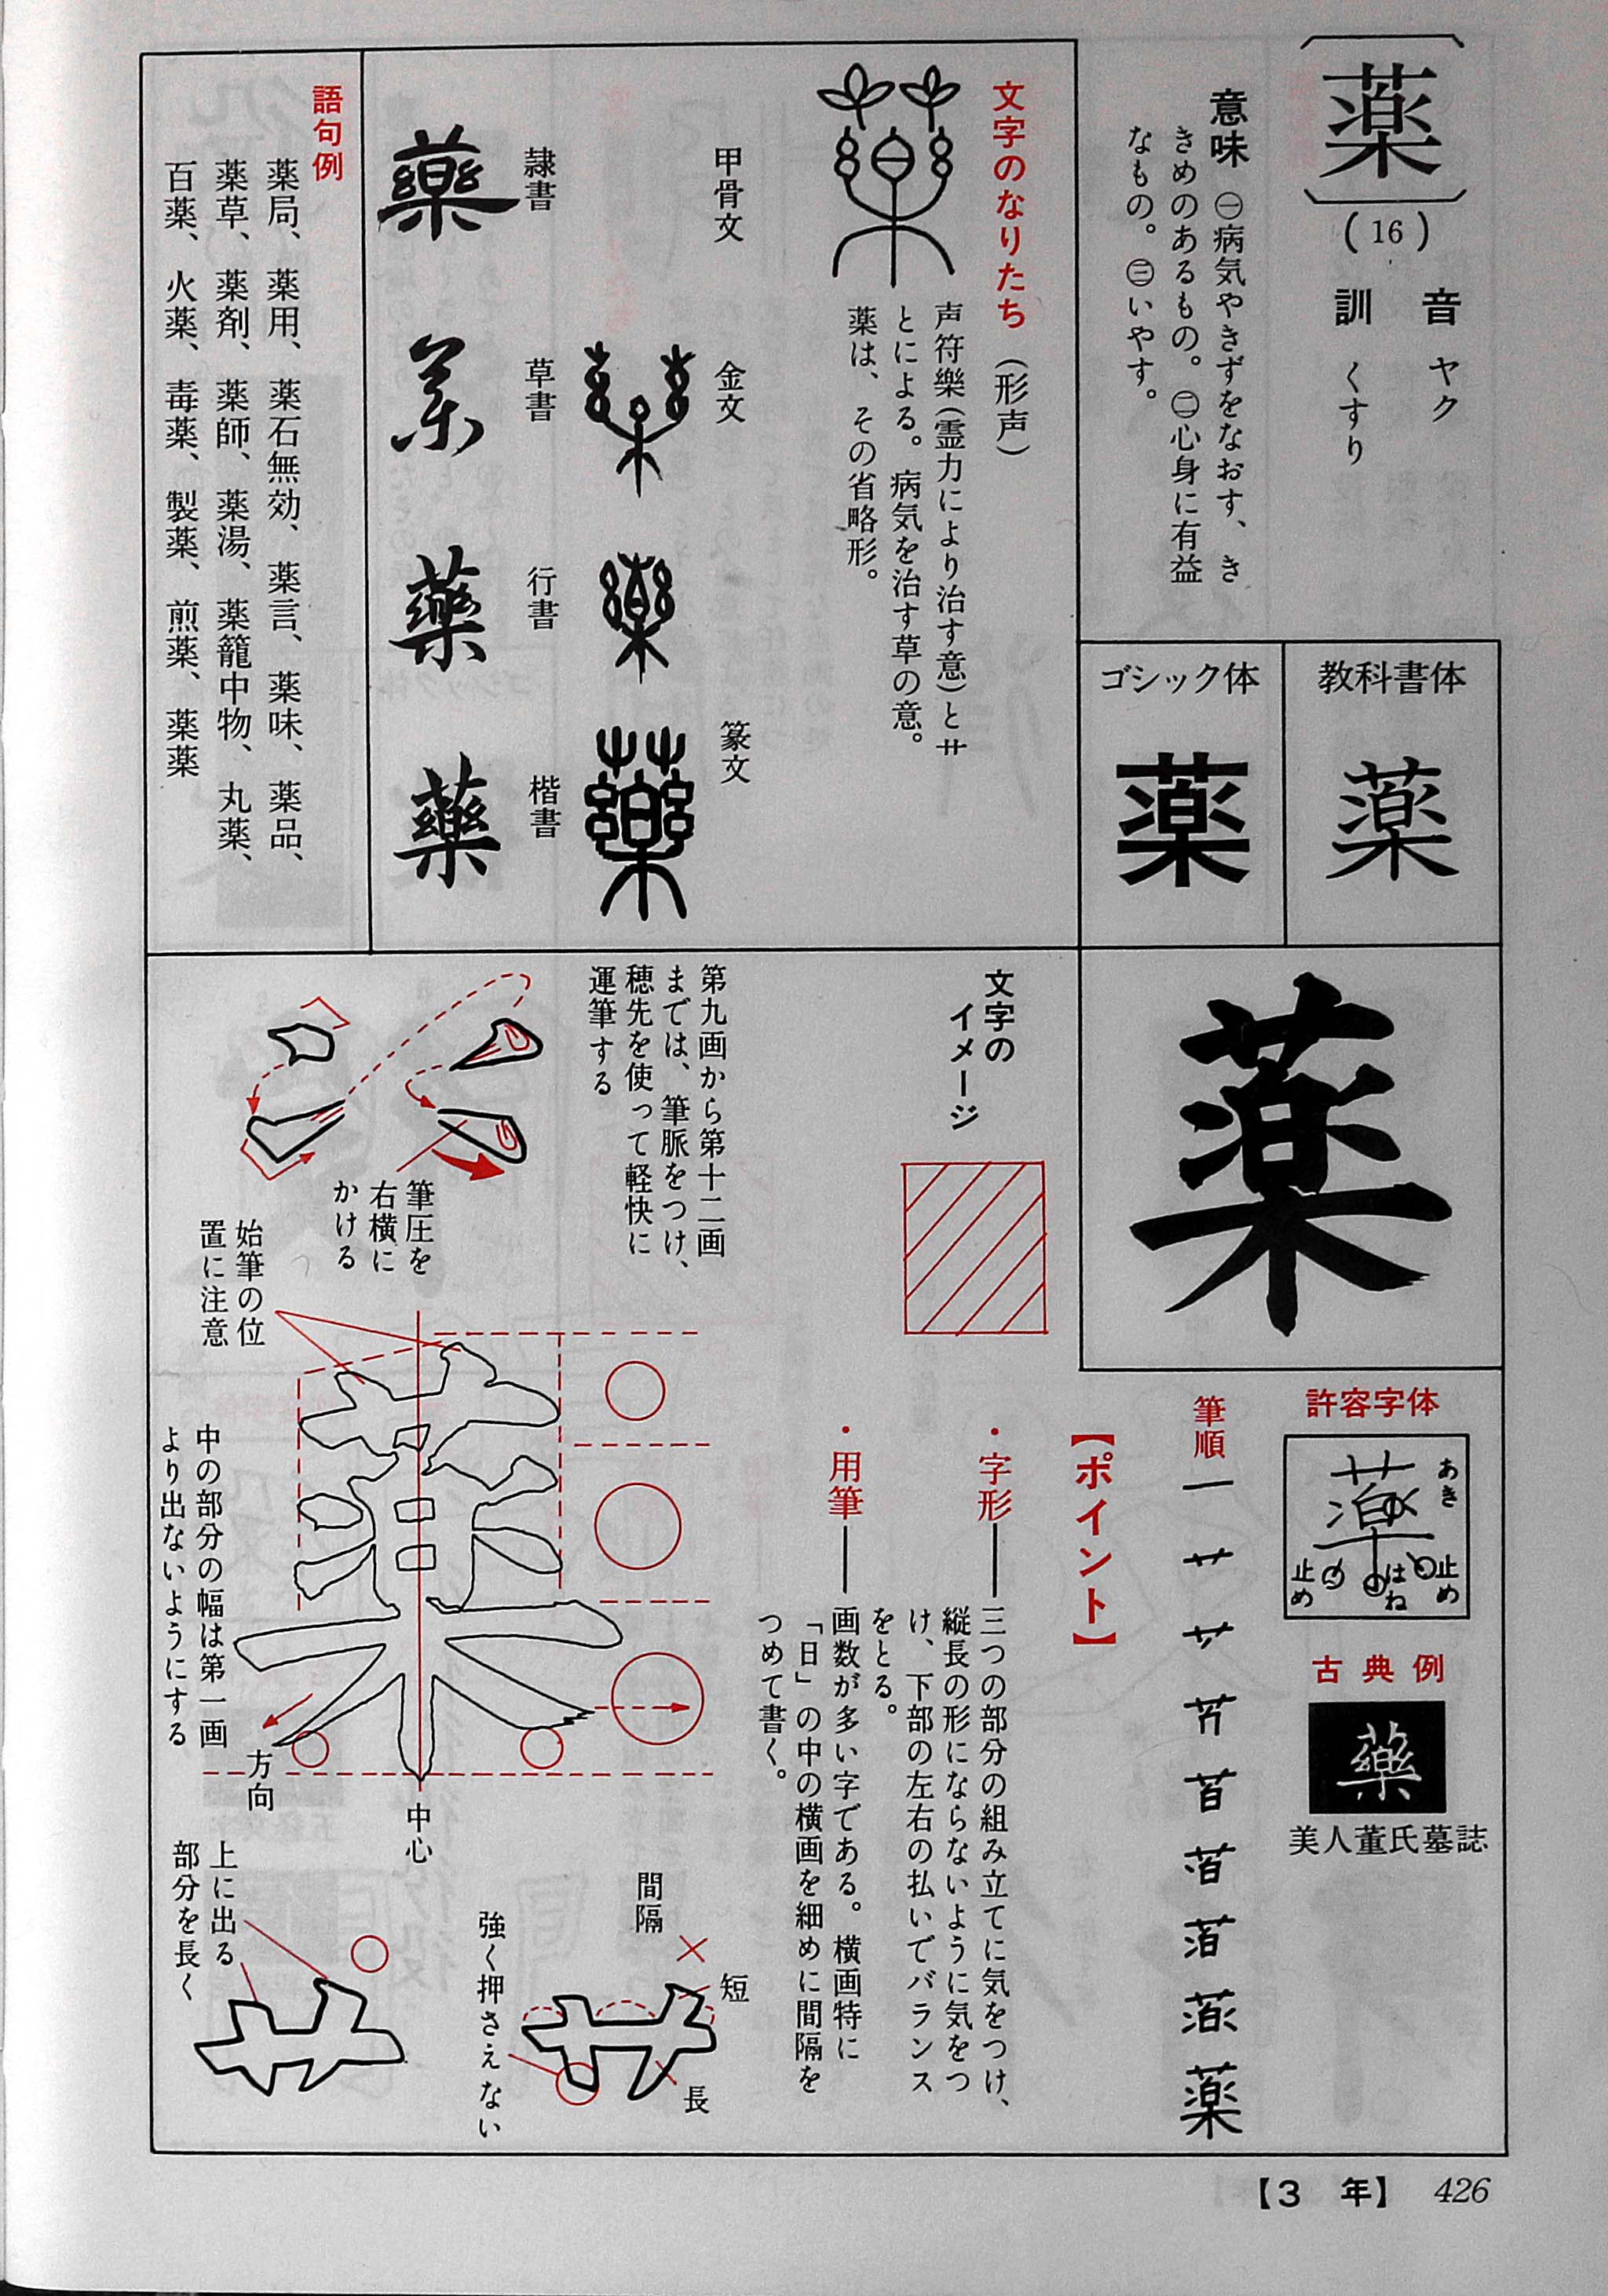 薬
(16)
音 ヤク
訓 くすり
意味 ㊀病気やきずをなおす、き
きめのあるもの。㊁心身に有益
なもの。㊂いやす。
教科書体
薬
ゴシック体
薬
文字のなりたち(形声)
声符樂(霊力により治す意)と艹
とによる。病気を治す草の意。
薬は、その省略形。
甲骨文
金文
篆文
隷書
藥
草書
行書
藥
楷書
藥
語句例
薬局、薬用、薬石無効、薬言、薬味、薬品、
薬草、薬剤、薬師、薬湯、薬籠中物、丸薬、
百薬、火薬、毒薬、製薬、煎薬、薬薬
薬
許容字体
薬
あき
止め
はね
止め
古典例
藥
美人董氏墓誌
筆順
薬
【ポイント】
・字形―三つの部分の組み立てに気をつけ、
縦長の形にならないように気をつ
け、下部の左右の払いでバランス
をとる。
・用筆―画数が多い字である。横画特に
「日」の中の横画を細めに間隔を
つめて書く。
文字の
イメージ
第九画から第十二画
までは、筆脈をつけ、
穂先を使って軽快に
運筆する
筆圧を
右横に
かける
始筆の位
置に注意
中の部分の幅は第一画
より出ないようにする
方向
中心
間隔
短
長
強く押さえない
上に出る
部分を長く
【3 年】 426